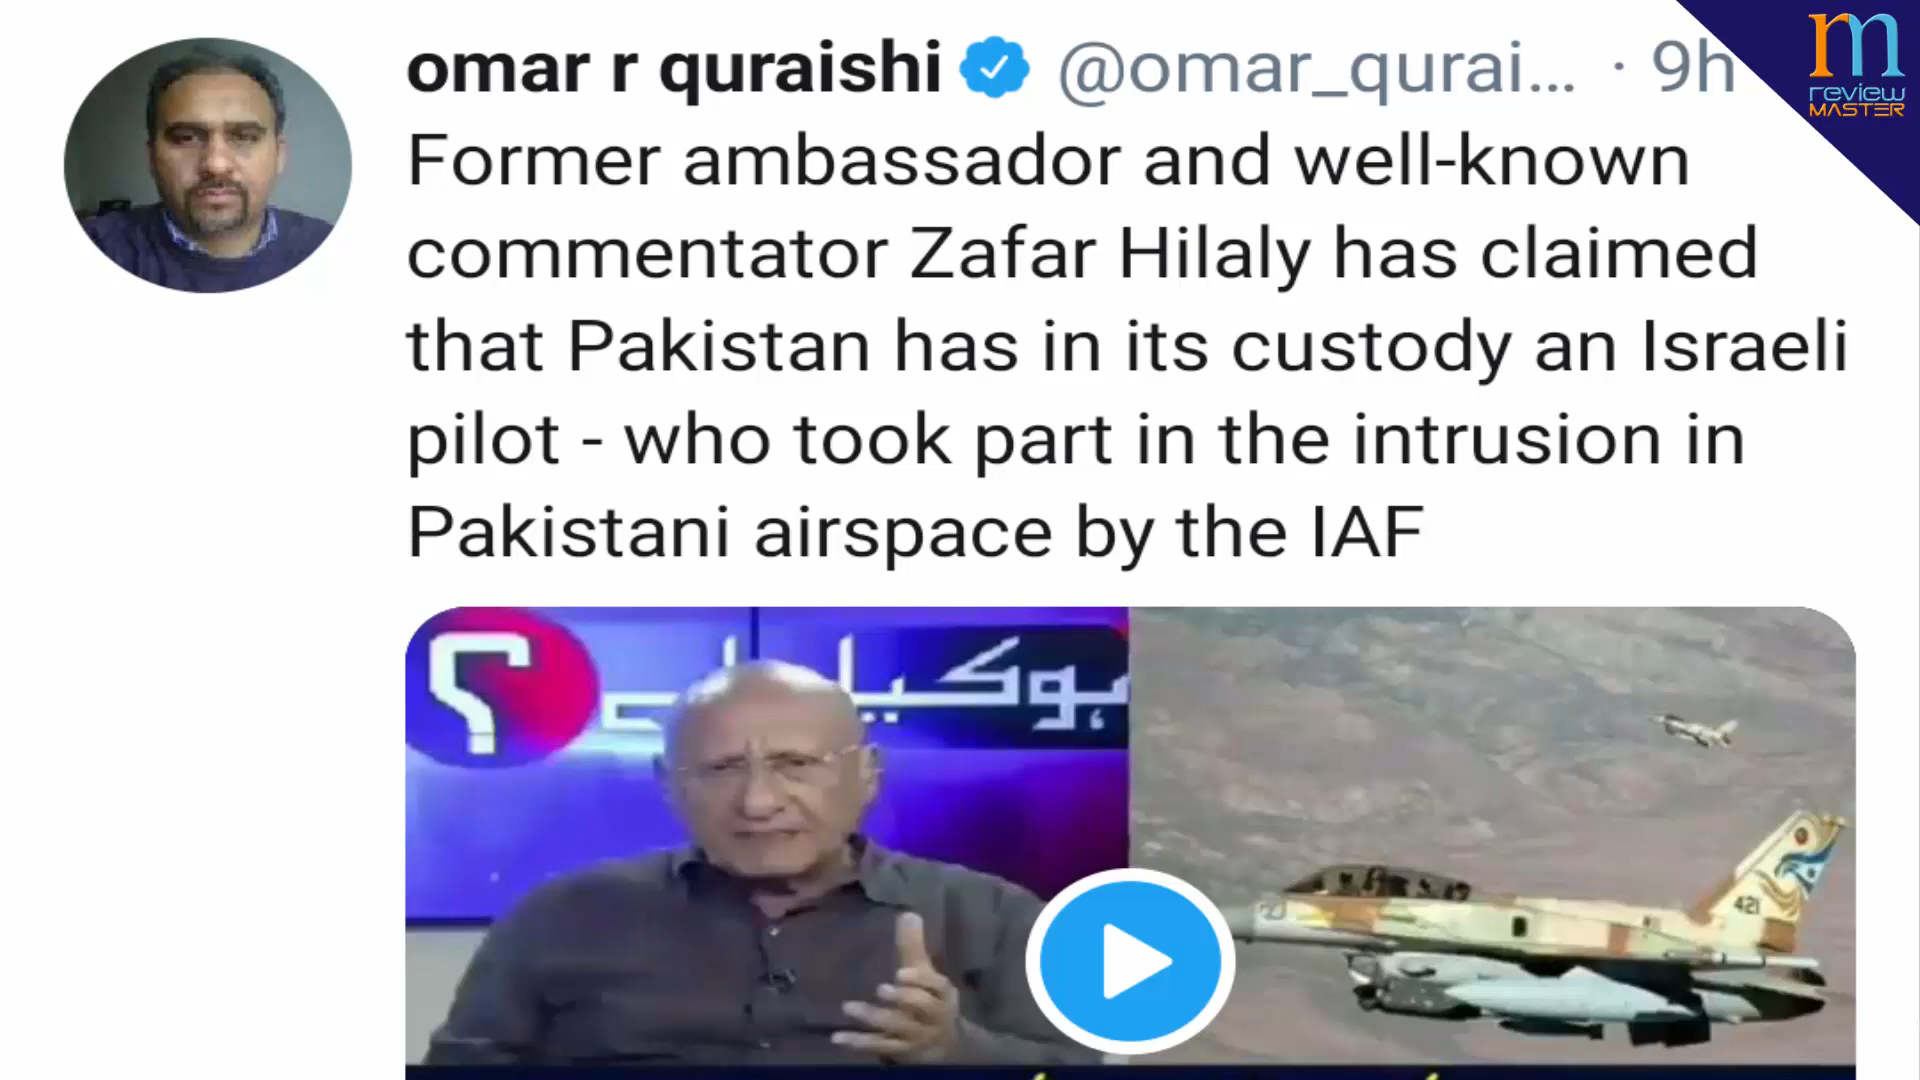 omar r quraishi @omar_qurai... · 9h
review
MASTER
Former ambassador and well-known
commentator Zafar Hilaly has claimed
that Pakistan has in its custody an Israeli
pilot - who took part in the intrusion in
Pakistani airspace by the IAF
؟
421